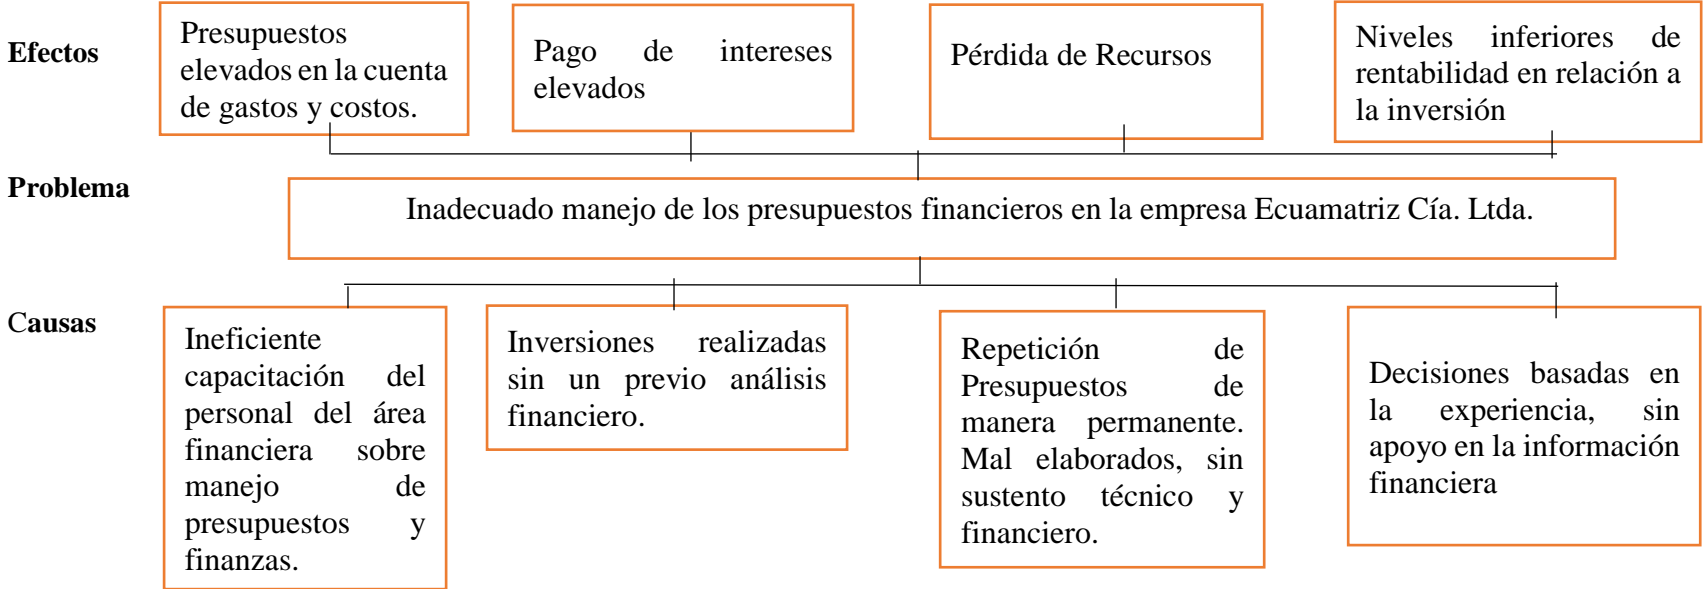 Efectos
Presupuestos
elevados en la cuenta
de gastos y costos.
Pago de intereses
elevados
Pérdida de Recursos
Niveles inferiores de
rentabilidad en relación a
la inversión
Problema
Inadecuado manejo de los presupuestos financieros en la empresa Ecuamatriz Cía. Ltda.
Causas
Ineficiente
capacitación del
personal del área
financiera sobre
manejo de
presupuestos y
finanzas.
Inversiones realizadas
sin un previo análisis
financiero.
Repetición de
Presupuestos de
manera permanente.
Mal elaborados, sin
sustento técnico y
financiero.
Decisiones basadas en
la experiencia, sin
apoyo en la información
financiera